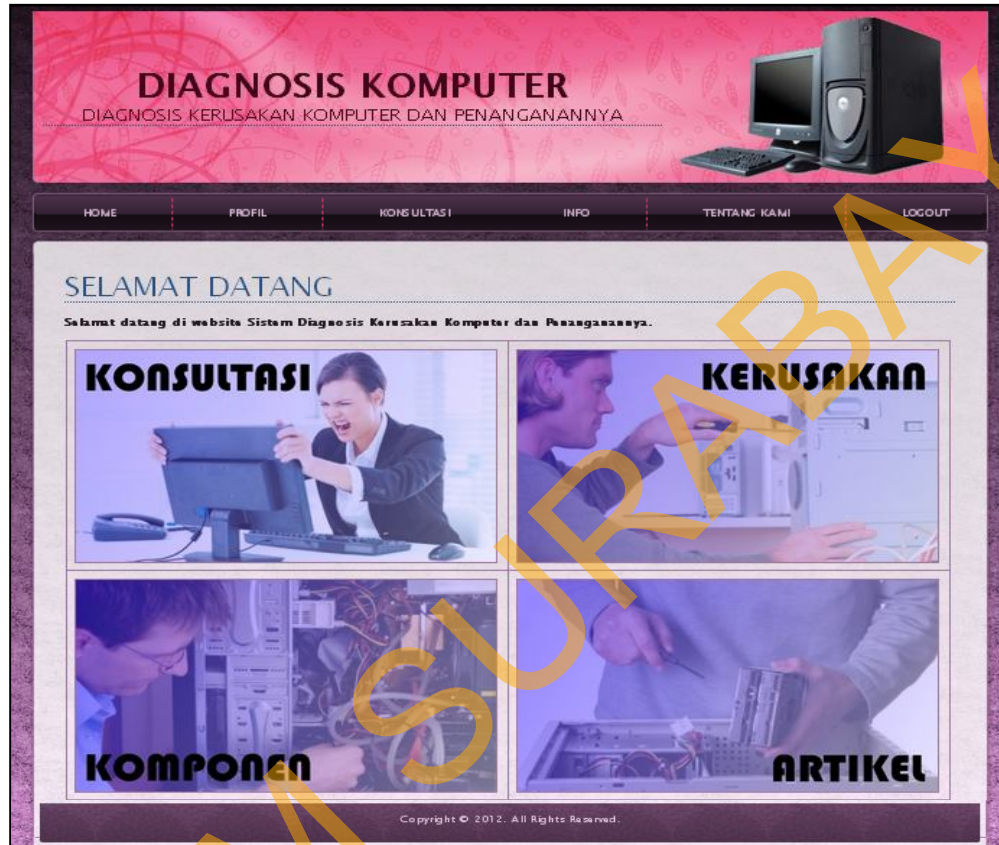 DIAGNOSIS KOMPUTER
DIAGNOSIS KERUSAKAN KOMPUTER DAN PENANGANANNYA
HOME PROFIL KONSULTASI INFO TENTANG KAMI LOGOUT
SELAMAT DATANG
Selamat datang di website Sistem Diagnosis Kerusakan Komputer dan Penanganannya.
KONSULTASI
KERUSAKAN
KOMPONEN
ARTIKEL
Copyright © 2012. All Rights Reserved.
M SURABAY